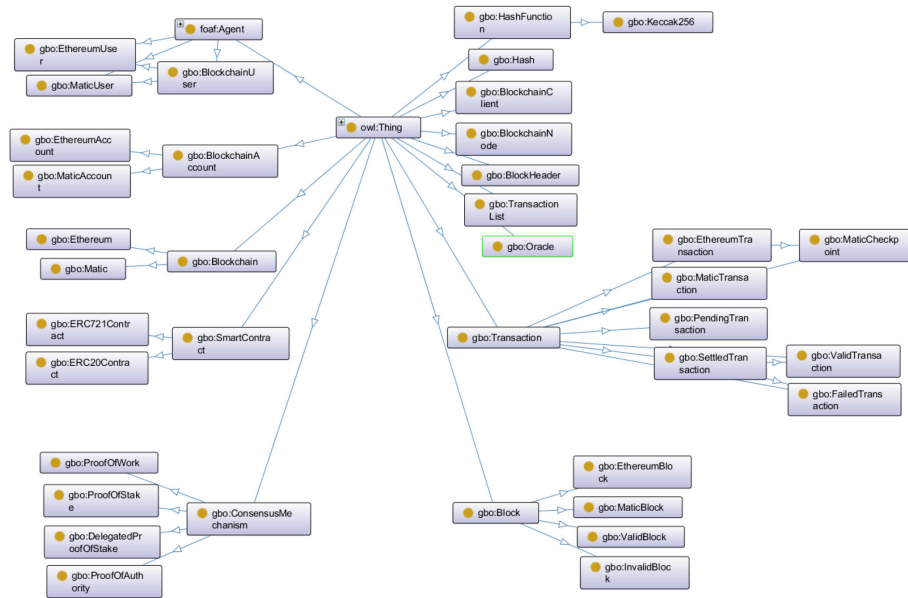 foaf:Agent
gbo:EthereumUse
r
gbo:BlockchainU
ser
gbo:MaticUser
gbo:HashFunction
n
gbo:Keccak256
gbo:Hash
gbo:BlockchainC
lient
owl:Thing
gbo:BlockchainN
ode
gbo:EthereumAcc
ount
gbo:BlockchainA
ccount
gbo:MaticAccoun
t
gbo:BlockHeader
gbo:Transaction
List
gbo:Oracle
gbo:Ethereum
gbo:Matic
gbo:Blockchain
gbo:EthereumTra
nsaction
gbo:MaticCheckp
oint
gbo:MaticTransa
ction
gbo:PendingTran
saction
gbo:Transaction
gbo:SettledTran
saction
gbo:ValidTransa
ction
gbo:FailedTrans
action
gbo:ERC721Contr
act
gbo:SmartContra
ct
gbo:ERC20Contra
ct
gbo:ProofOfWork
gbo:ProofOfSta
ke
gbo:ConsensusMe
chanism
gbo:DelegatedPr
oofOfStake
gbo:ProofOfAuth
ority
gbo:EthereumBlo
ck
gbo:MaticBlock
gbo:Block
gbo:ValidBlock
gbo:InvalidBloc
k